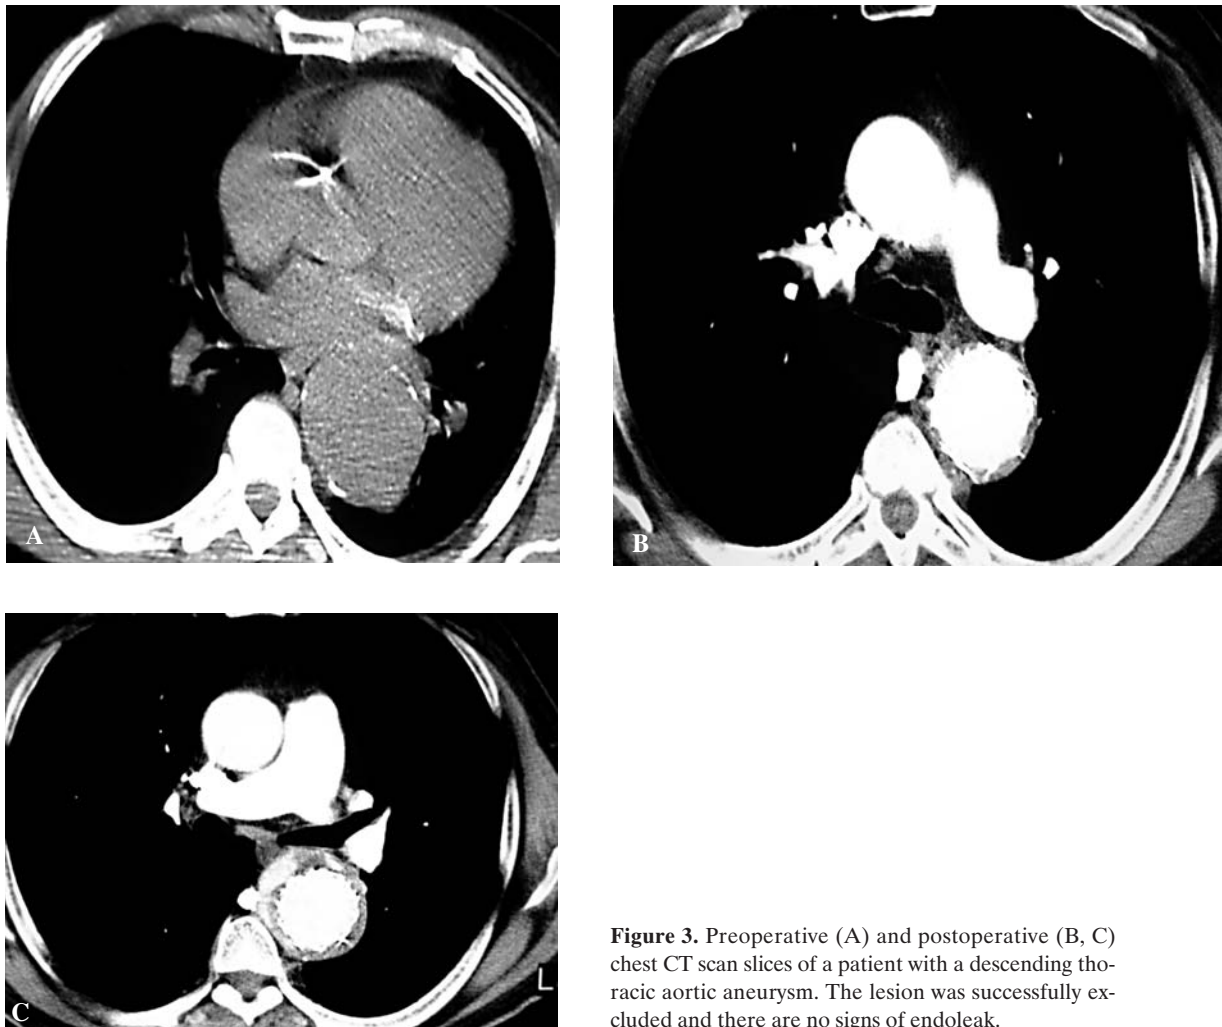 A
B
C
L
Figure 3. Preoperative (A) and postoperative (B, C)
chest CT scan slices of a patient with a descending tho-
racic aortic aneurysm. The lesion was successfully ex-
cluded and there are no signs of endoleak.